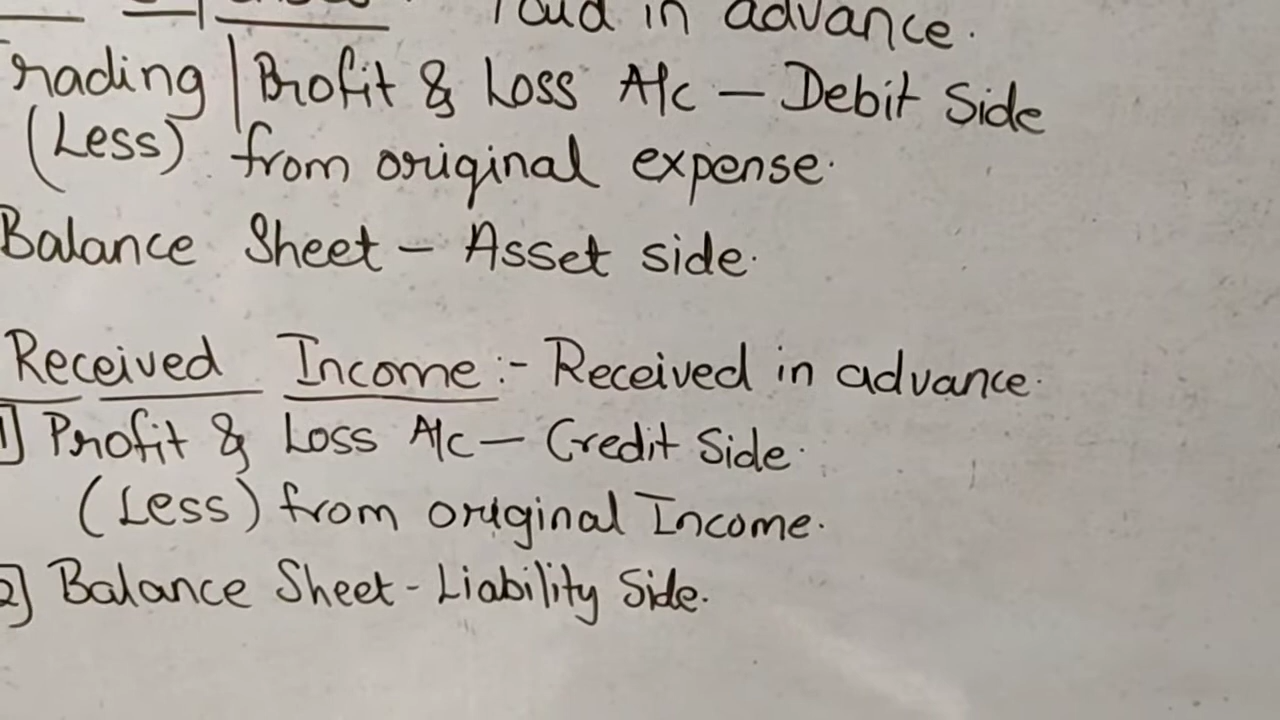 Paid in advance.
Trading | Profit & Loss A/c - Debit Side
(Less) from original expense.
Balance Sheet - Asset side.
Received Income :- Received in advance.
1] Profit & Loss A/c - Credit Side.
(Less) from original Income.
2] Balance Sheet - Liability Side.